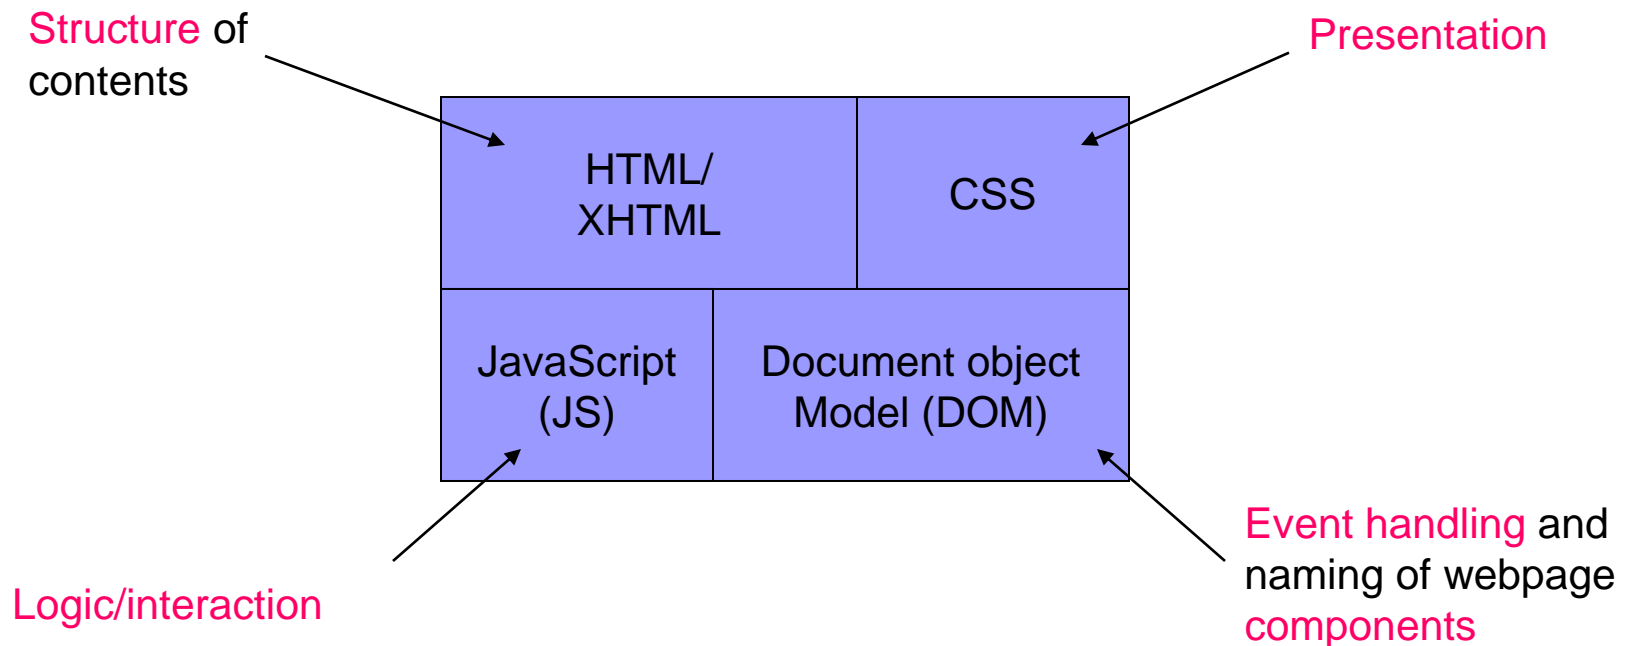 Structure of
contents
Presentation
HTML/
XHTML
CSS
JavaScript
(JS)
Document object
Model (DOM)
Logic/interaction
Event handling and
naming of webpage
components